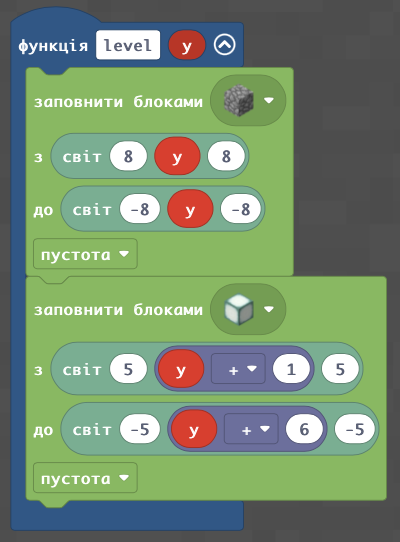 функція level y
заповнити блоками
з світ 8 y 8
до світ -8 y -8
пустота
заповнити блоками
з світ 5 y + 1 5
до світ -5 y + 6 -5
пустота